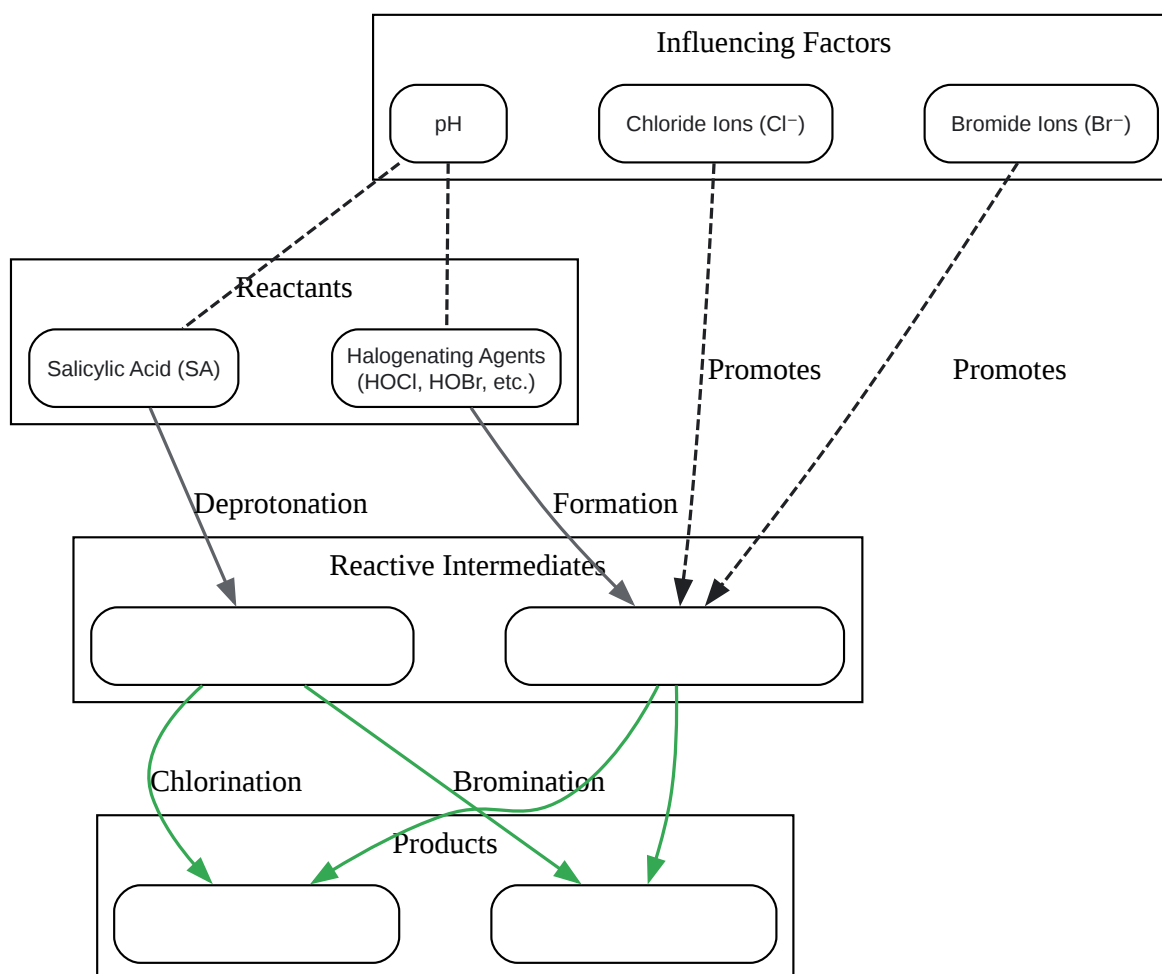 Influencing Factors
pH
Chloride Ions (Cl⁻)
Bromide Ions (Br⁻)
Reactants
Salicylic Acid (SA)
Halogenating Agents
(HOCl, HOBr, etc.)
Promotes
Promotes
Deprotonation
Formation
Reactive Intermediates
Chlorination
Bromination
Products